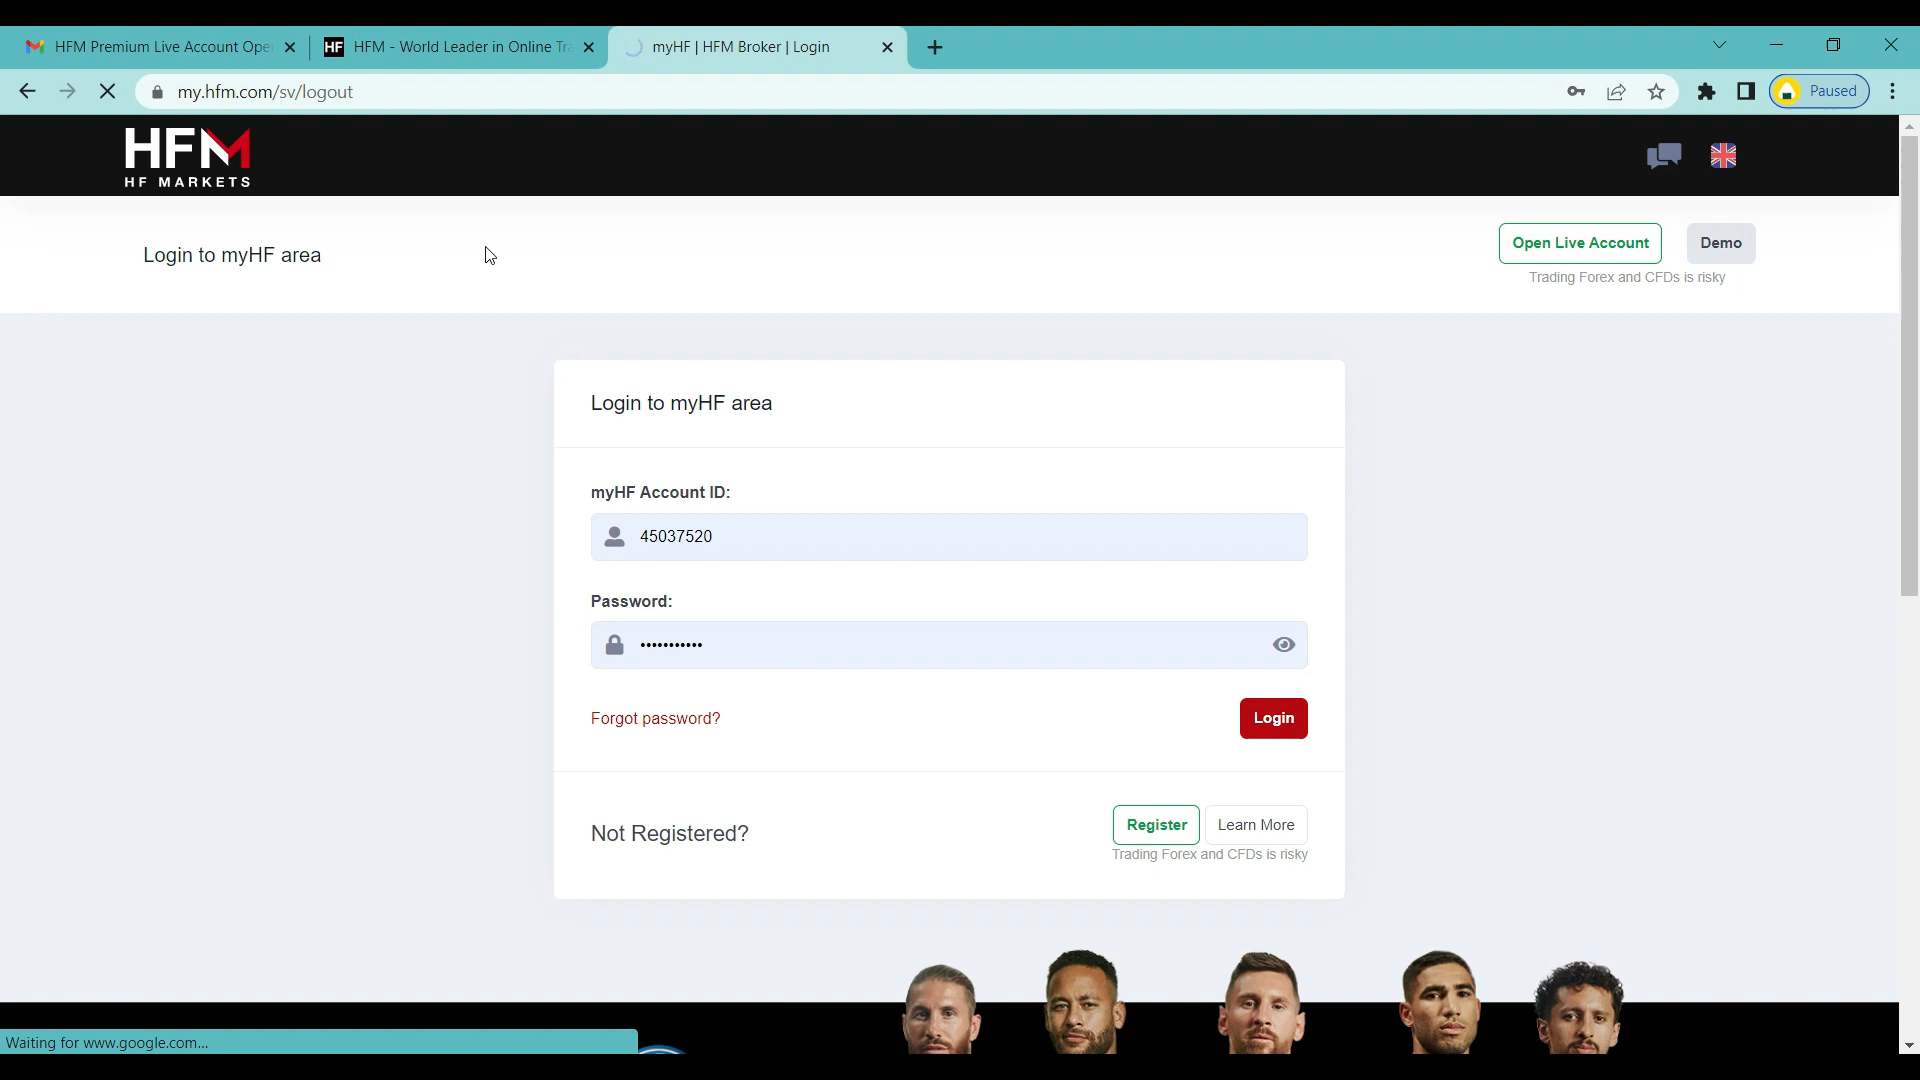 HFM Premium Live Account Ope
HFM - World Leader in Online Tra
myHF | HFM Broker | Login
my.hfm.com/sv/logout
Paused
HFM
HF MARKETS
Login to myHF area
Open Live Account
Demo
Trading Forex and CFDs is risky
Login to myHF area
myHF Account ID:
45037520
Password:
•••••••••••
Forgot password?
Login
Not Registered?
Register
Learn More
Trading Forex and CFDs is risky
Waiting for www.google.com...